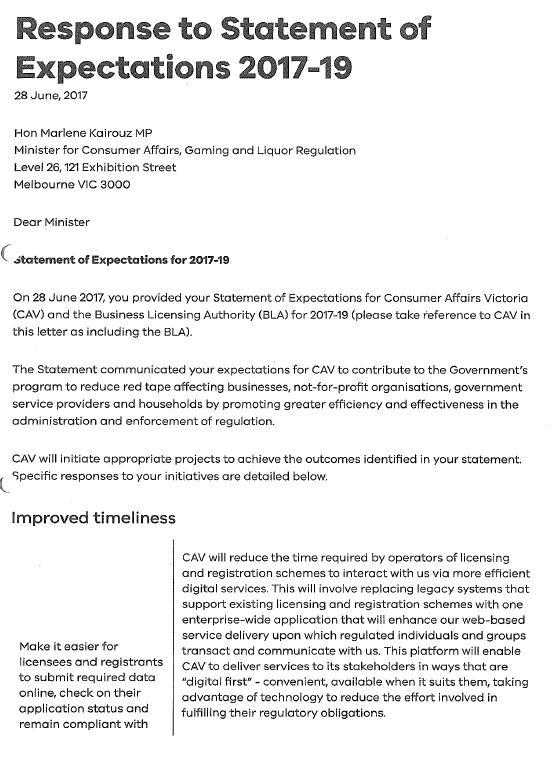 Response to Statement of
Expectations 2017-19
28 June, 2017
Hon Marlene Kairouz MP
Minister for Consumer Affairs, Gaming and Liquor Regulation
Level 26, 121 Exhibition Street
Melbourne VIC 3000
Dear Minister
Statement of Expectations for 2017-19
On 28 June 2017, you provided your Statement of Expectations for Consumer Affairs Victoria
(CAV) and the Business Licensing Authority (BLA) for 2017-19 (please take reference to CAV in
this letter as including the BLA).
The Statement communicated your expectations for CAV to contribute to the Government's
program to reduce red tape affecting businesses, not-for-profit organisations, government
service providers and households by promoting greater efficiency and effectiveness in the
administration and enforcement of regulation.
CAV will initiate appropriate projects to achieve the outcomes identified in your statement.
Specific responses to your initiatives are detailed below.
Improved timeliness
Make it easier for
licensees and registrants
to submit required data
online, check on their
application status and
remain compliant with
CAV will reduce the time required by operators of licensing
and registration schemes to interact with us via more efficient
digital services. This will involve replacing legacy systems that
support existing licensing and registration schemes with one
enterprise-wide application that will enhance our web-based
service delivery upon which regulated individuals and groups
transact and communicate with us. This platform will enable
CAV to deliver services to its stakeholders in ways that are
"digital first" - convenient, available when it suits them, taking
advantage of technology to reduce the effort involved in
fulfilling their regulatory obligations.